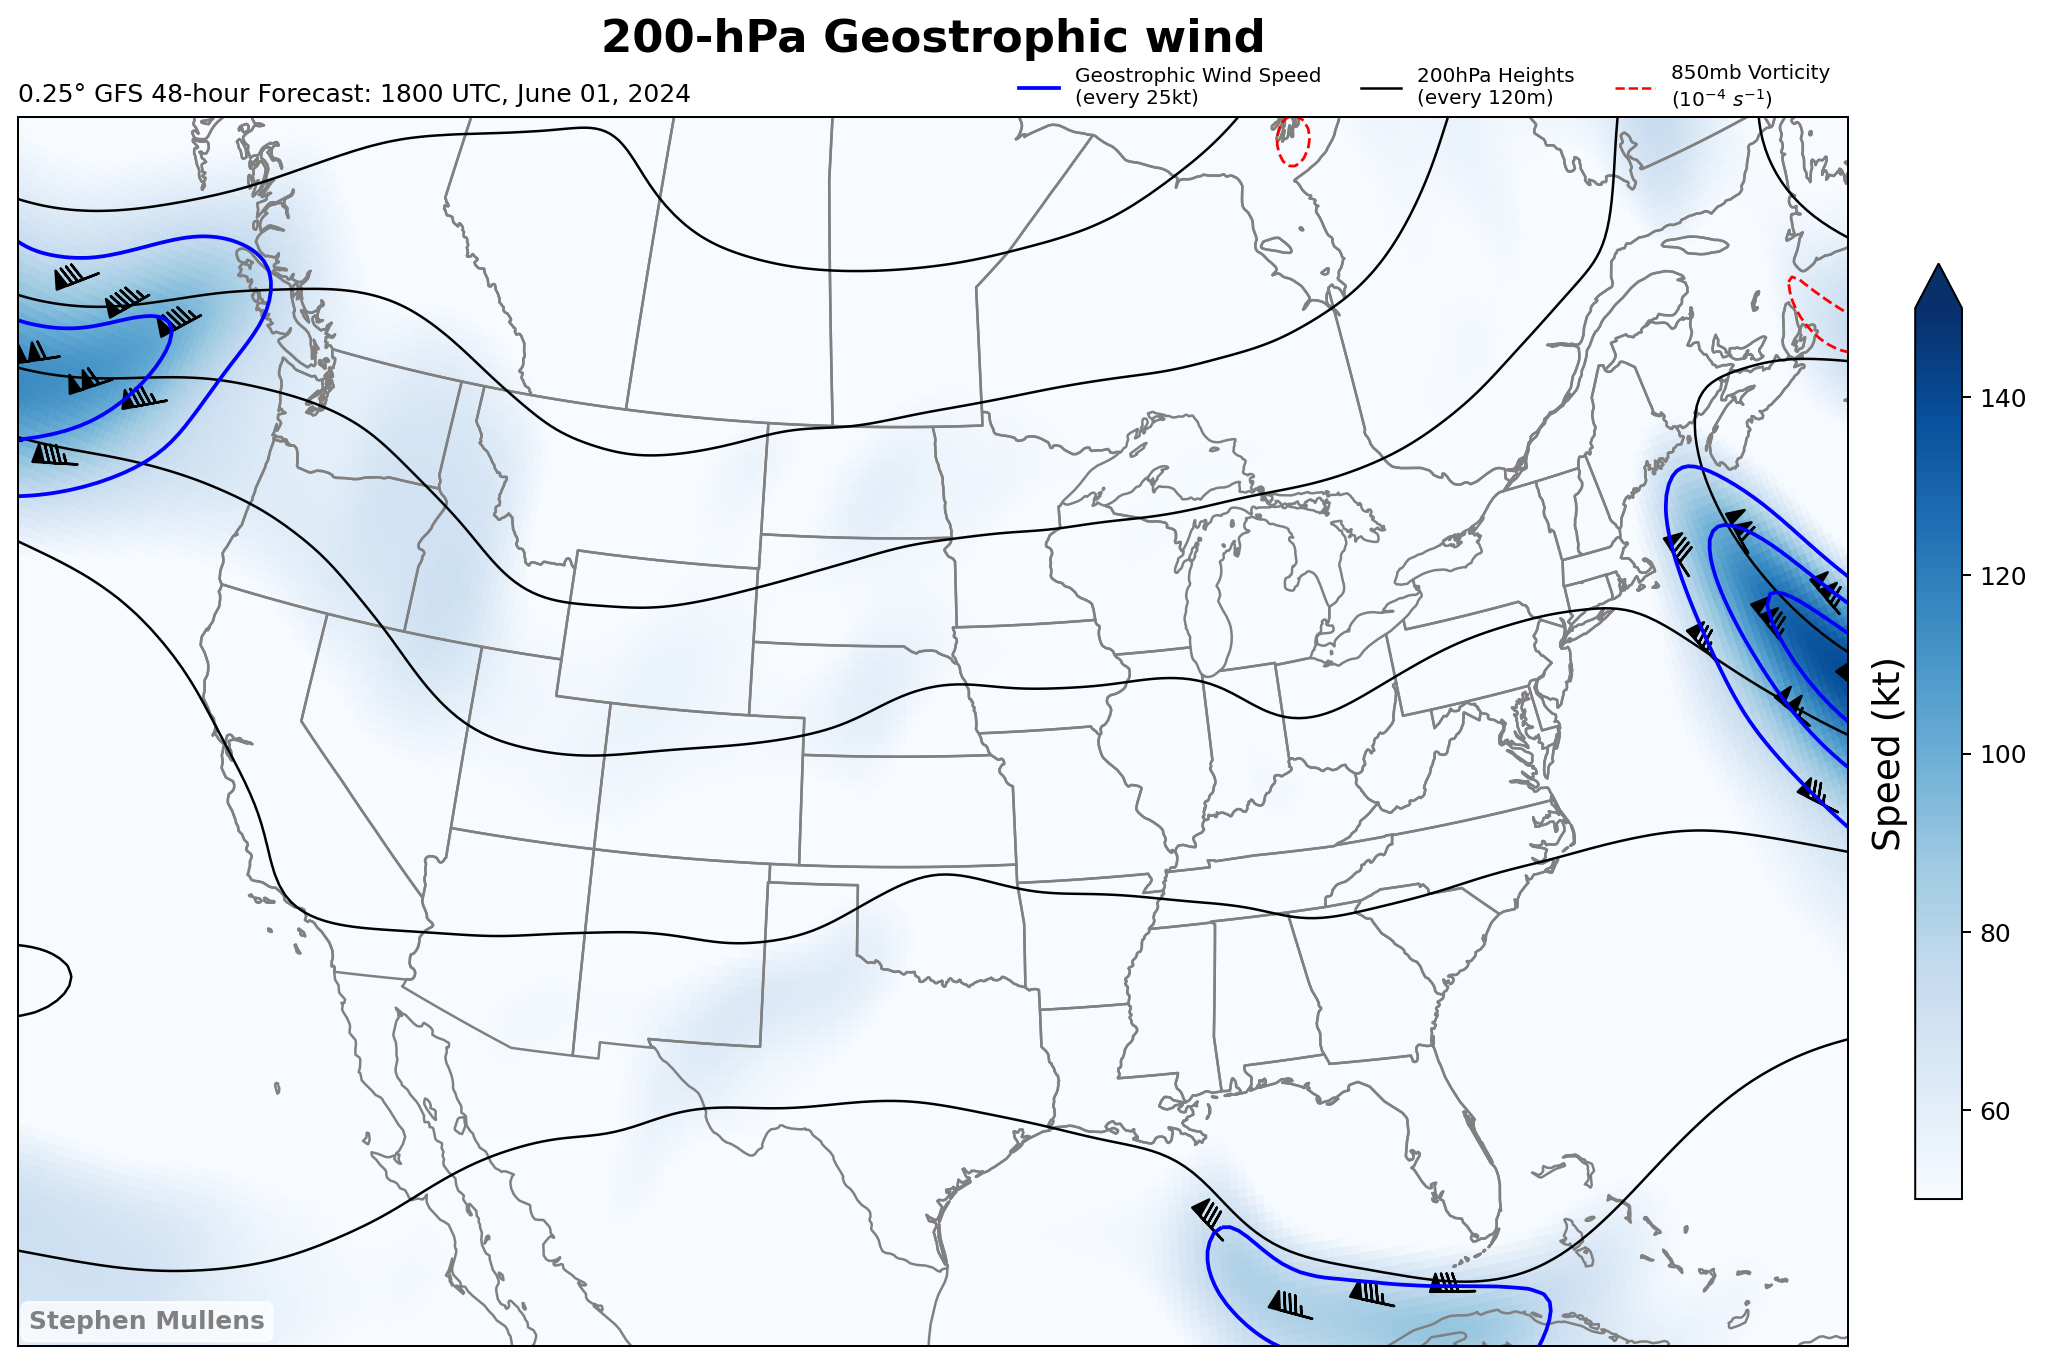 200-hPa Geostrophic wind
0.25° GFS 48-hour Forecast: 1800 UTC, June 01, 2024
Geostrophic Wind Speed
(every 25kt)
200hPa Heights
(every 120m)
850mb Vorticity
(10⁻⁴ s⁻¹)
140
120
100
80
60
Speed (kt)
Stephen Mullens